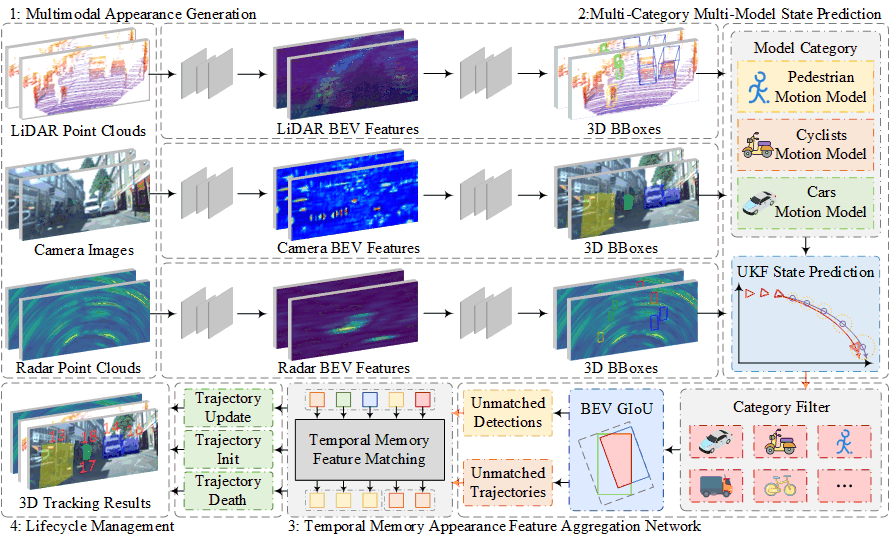 1: Multimodal Appearance Generation
2:Multi-Category Multi-Model State Prediction
LiDAR Point Clouds
LiDAR BEV Features
3D BBoxes
Model Category
Pedestrian
Motion Model
Cyclists
Motion Model
Cars
Motion Model
Camera Images
Camera BEV Features
3D BBoxes
UKF State Prediction
Radar Point Clouds
Radar BEV Features
3D BBoxes
Trajectory
Update
Trajectory
Init
Trajectory
Death
Temporal Memory
Feature Matching
Unmatched
Detections
Unmatched
Trajectories
BEV GIoU
Category Filter
...
17
3D Tracking Results
4: Lifecycle Management
3: Temporal Memory Appearance Feature Aggregation Network